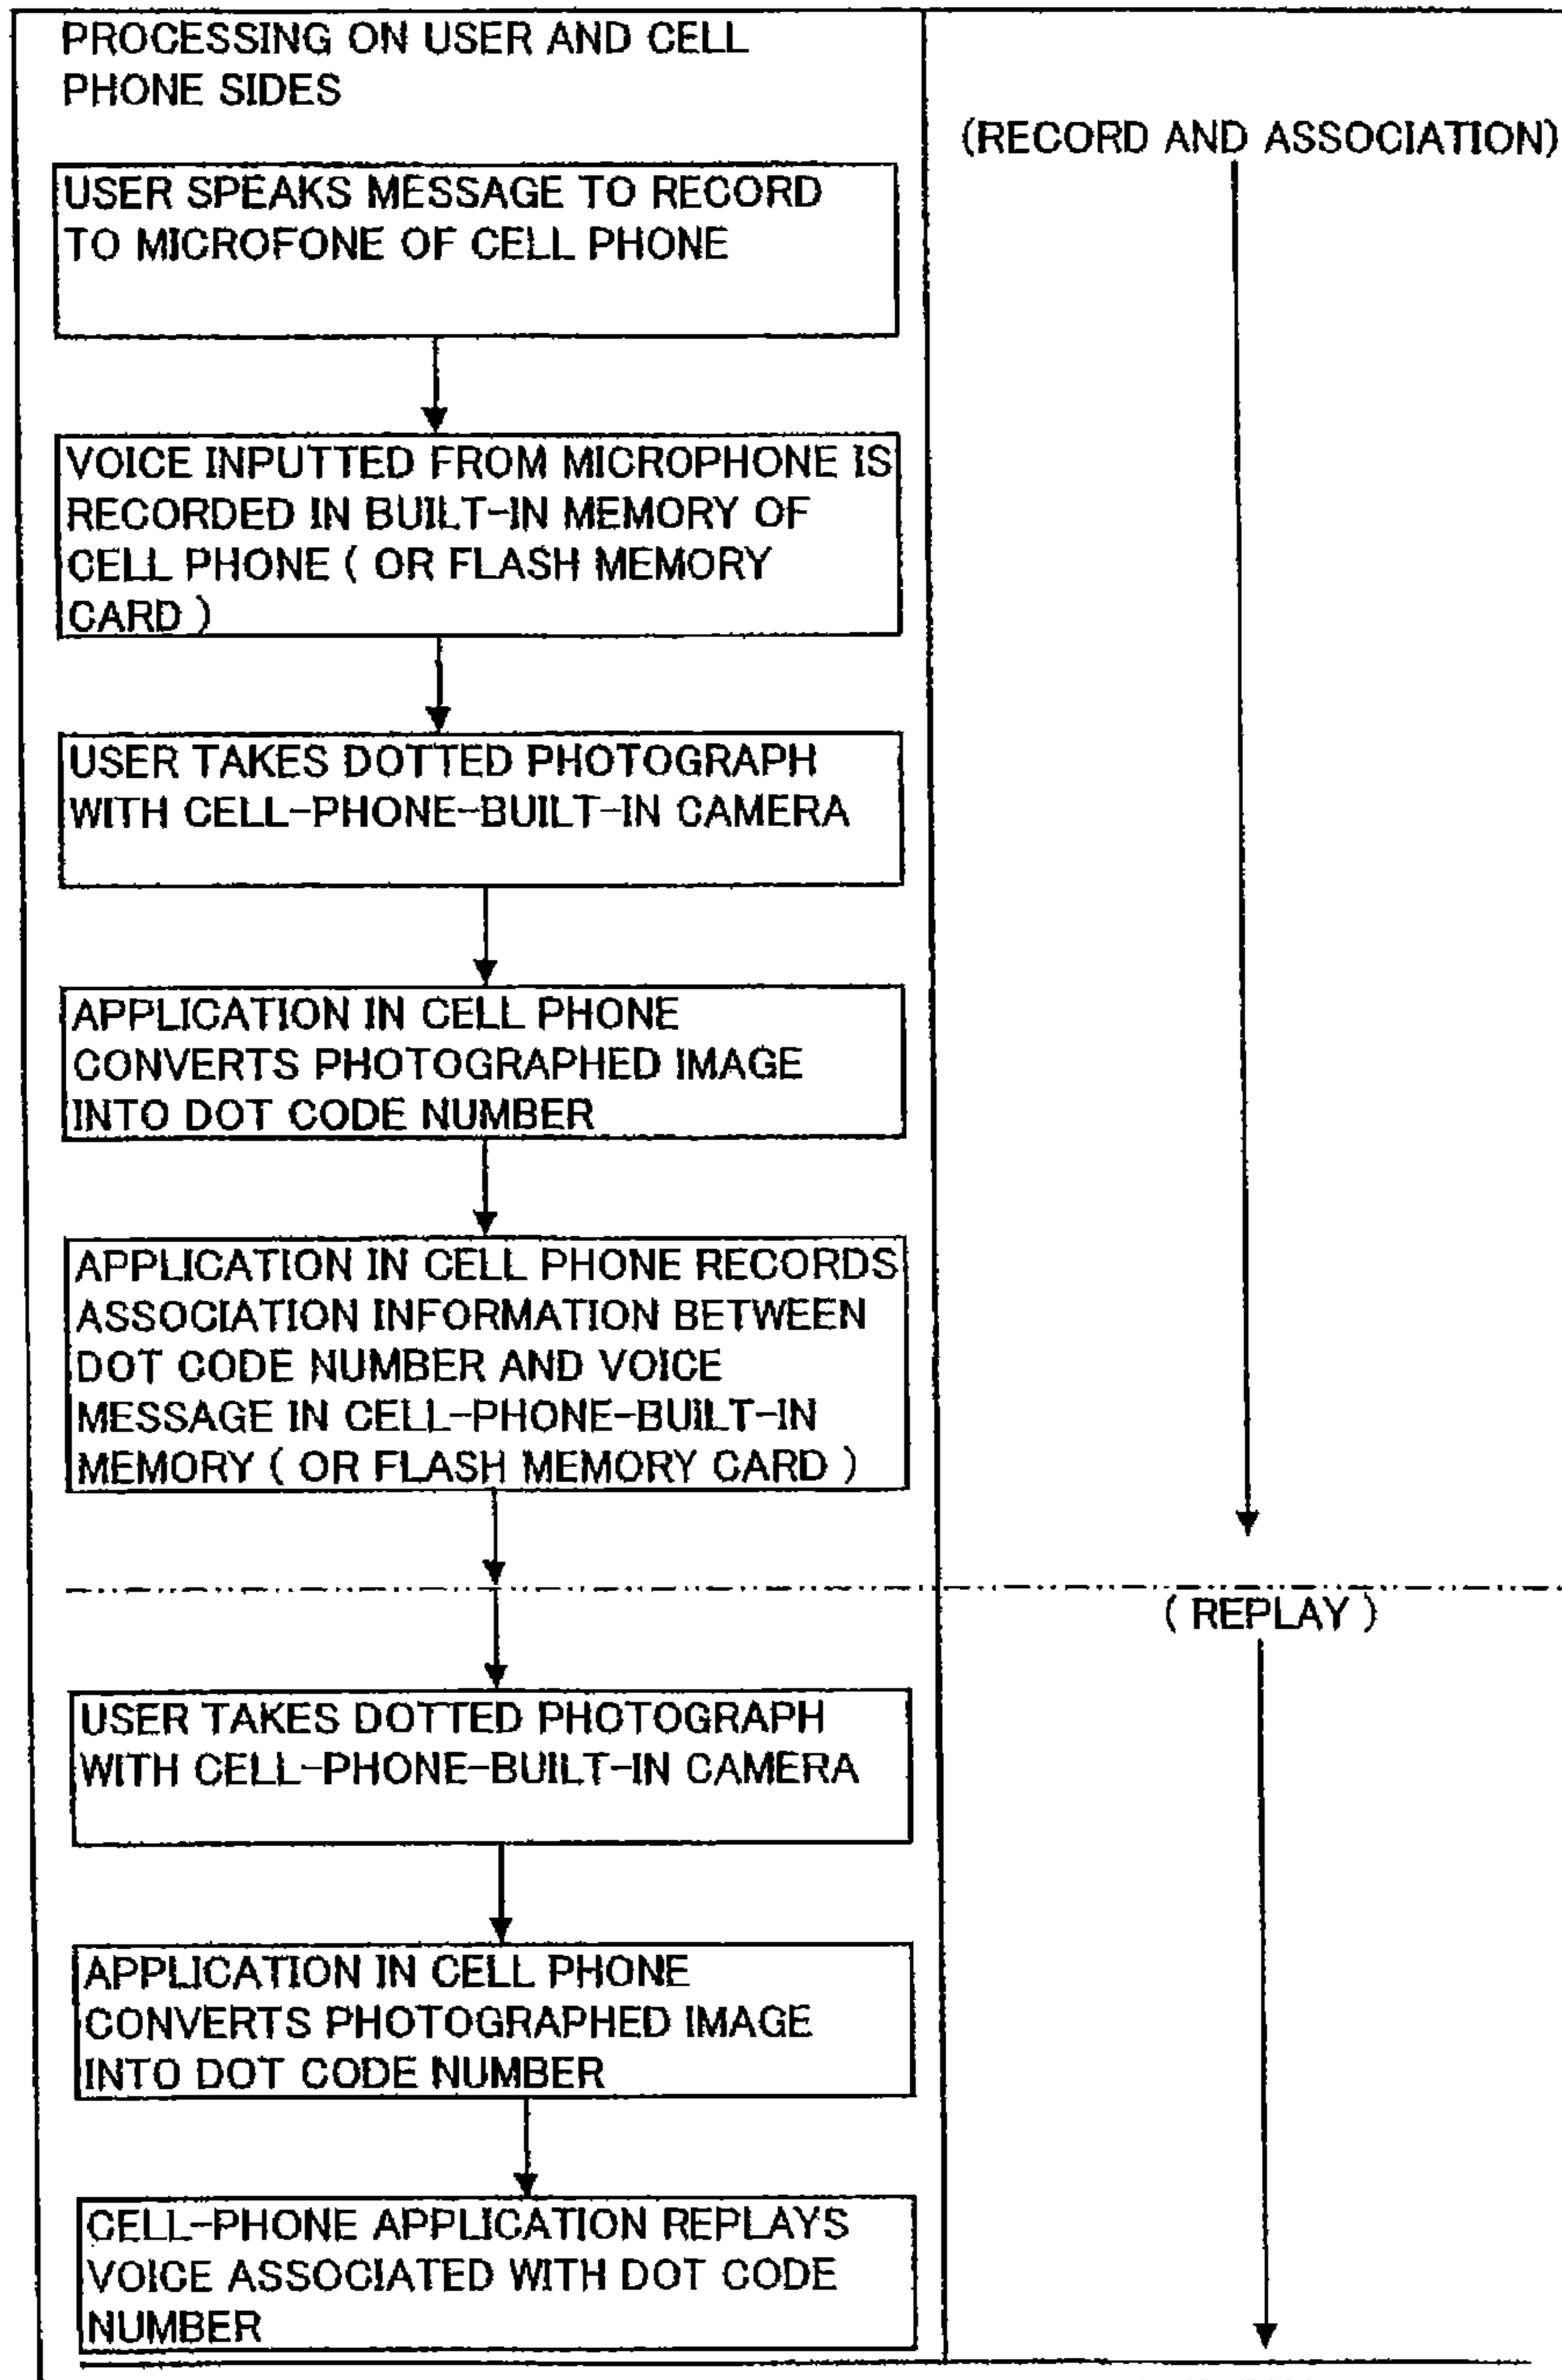 PROCESSING ON USER AND CELL
PHONE SIDES
(RECORD AND ASSOCIATION)
USER SPEAKS MESSAGE TO RECORD
TO MICROFONE OF CELL PHONE
VOICE INPUTTED FROM MICROPHONE IS
RECORDED IN BUILT-IN MEMORY OF
CELL PHONE ( OR FLASH MEMORY
CARD )
USER TAKES DOTTED PHOTOGRAPH
WITH CELL-PHONE-BUILT-IN CAMERA
APPLICATION IN CELL PHONE
CONVERTS PHOTOGRAPHED IMAGE
INTO DOT CODE NUMBER
APPLICATION IN CELL PHONE RECORDS
ASSOCIATION INFORMATION BETWEEN
DOT CODE NUMBER AND VOICE
MESSAGE IN CELL-PHONE-BUILT-IN
MEMORY ( OR FLASH MEMORY CARD )
( REPLAY )
USER TAKES DOTTED PHOTOGRAPH
WITH CELL-PHONE-BUILT-IN CAMERA
APPLICATION IN CELL PHONE
CONVERTS PHOTOGRAPHED IMAGE
INTO DOT CODE NUMBER
CELL-PHONE APPLICATION REPLAYS
VOICE ASSOCIATED WITH DOT CODE
NUMBER